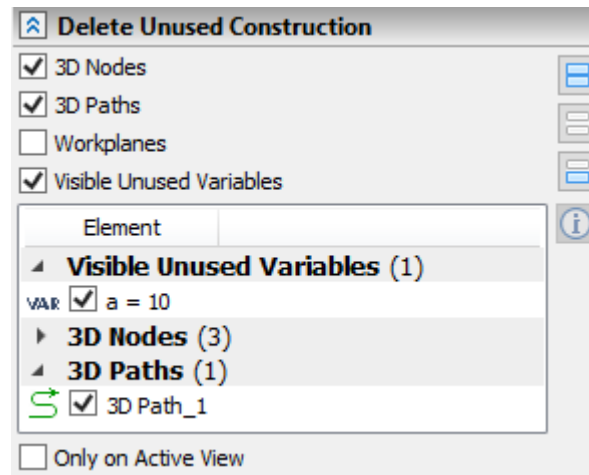 Delete Unused Construction
3D Nodes
3D Paths
Workplanes
Visible Unused Variables
Element
Visible Unused Variables (1)
VAR a = 10
3D Nodes (3)
3D Paths (1)
3D Path_1
Only on Active View